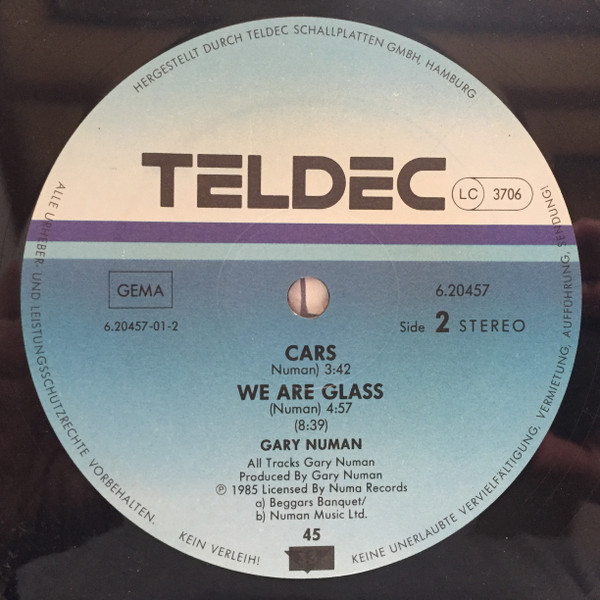 HERGESTELLT DURCH TELDEC SCHALLPLATTEN GMBH, HAMBURG
TELDEC
LC 3706
GEMA
6.20457-01-2
6.20457
Side 2 STEREO
CARS
Numan) 3:42
WE ARE GLASS
(Numan) 4:57
(8:39)
GARY NUMAN
All Tracks Gary Numan
Produced By Gary Numan
℗ 1985 Licensed By Numa Records
a) Beggars Banquet/
b) Numan Music Ltd.
45
ALLE URHEBER- UND LEISTUNGSSCHUTZRECHTE VORBEHALTEN. KEIN VERLEIH! KEINE UNERLAUBTE VERVIELFÄLTIGUNG, VERMIETUNG, AUFFÜHRUNG, SENDUNG!